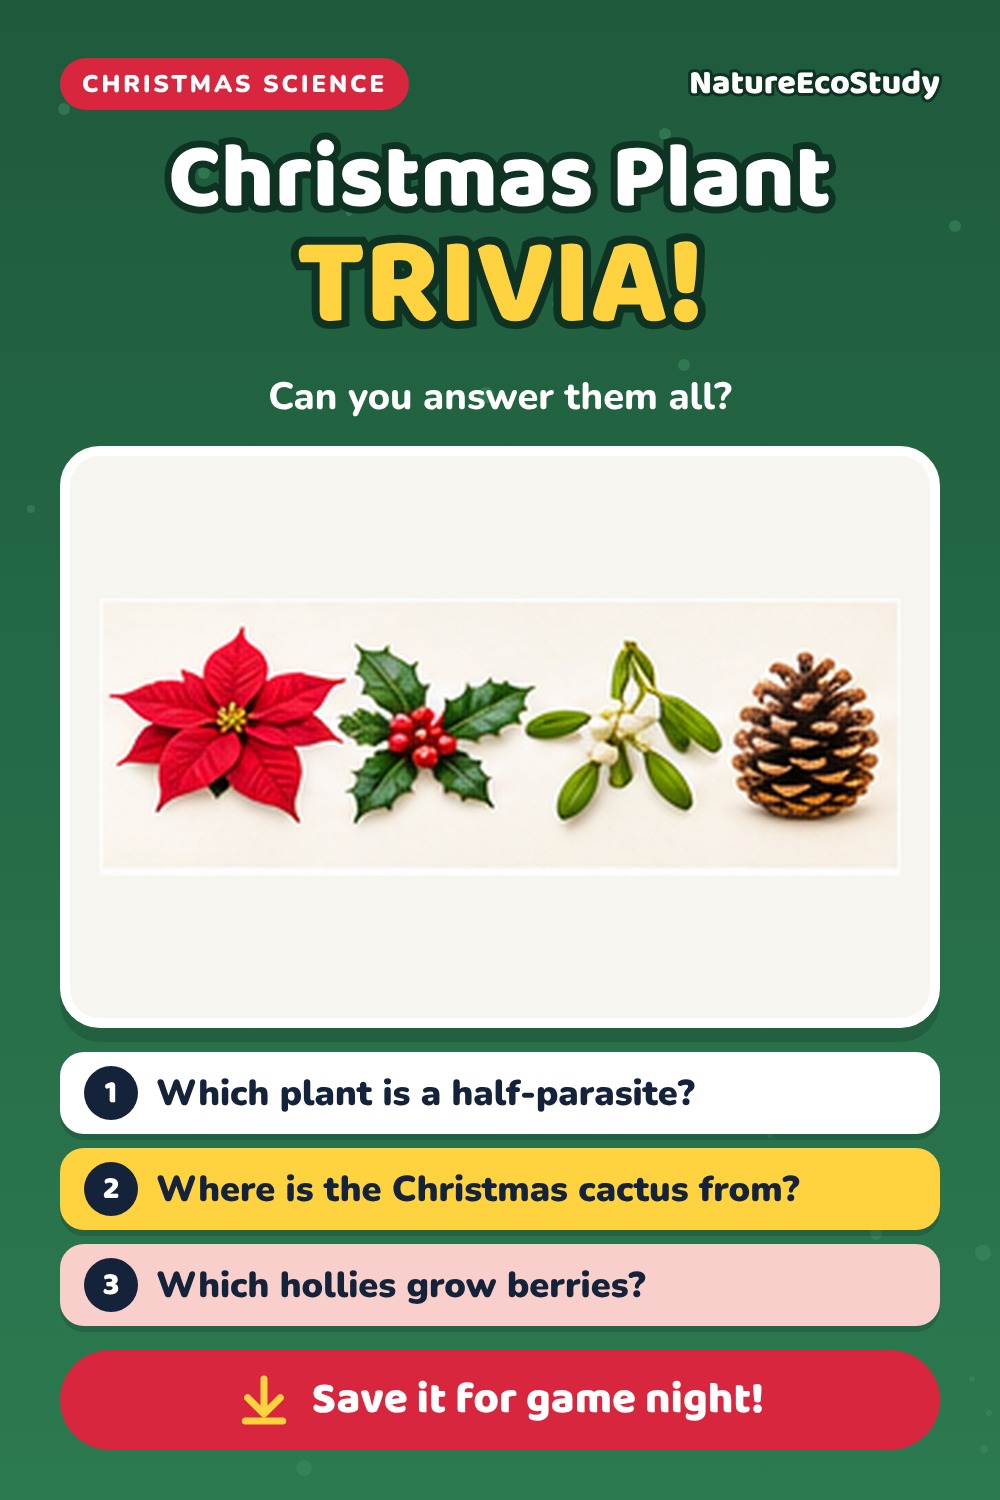 CHRISTMAS SCIENCE
NatureEcoStudy
Christmas Plant
TRIVIA!
Can you answer them all?
1 Which plant is a half-parasite?
2 Where is the Christmas cactus from?
3 Which hollies grow berries?
Save it for game night!